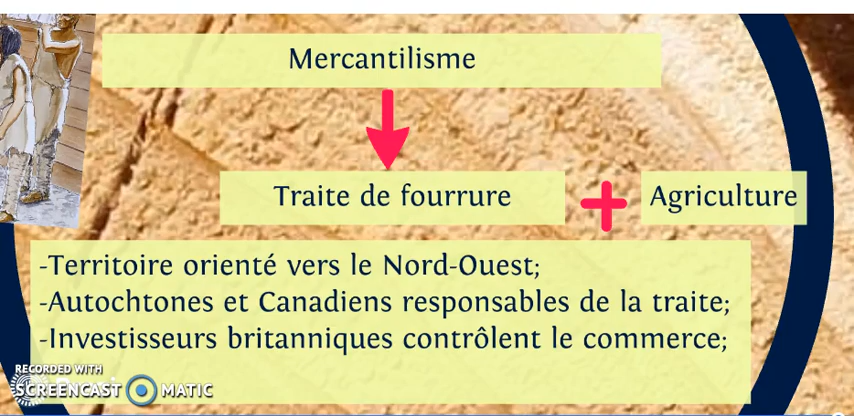 Mercantilisme
Traite de fourrure + Agriculture
-Territoire orienté vers le Nord-Ouest;
-Autochtones et Canadiens responsables de la traite;
-Investisseurs britanniques contrôlent le commerce;
RECORDED WITH
SCREENCAST MATIC